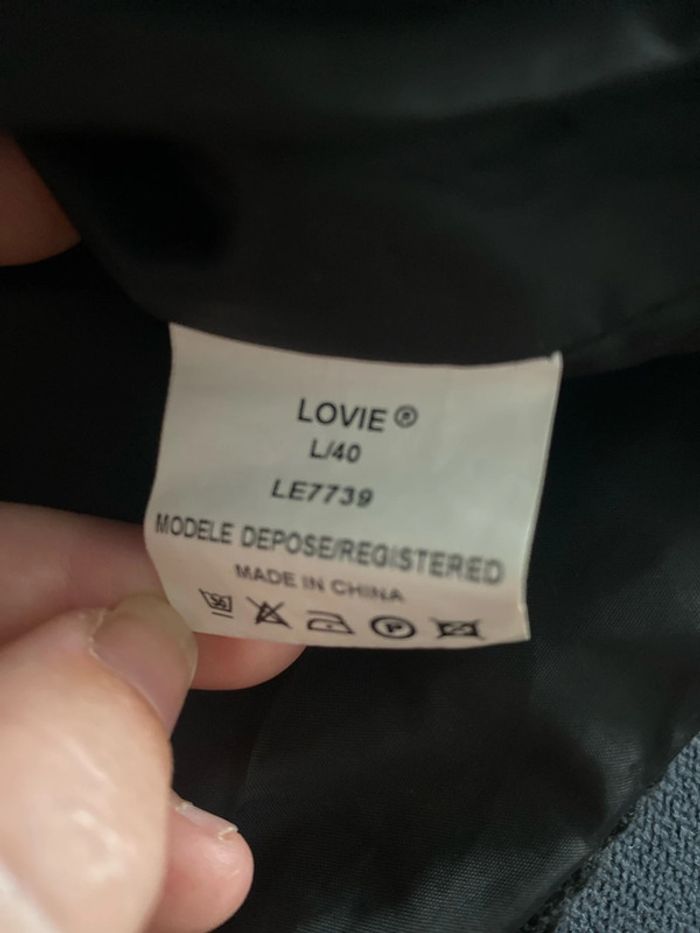 LOVIE ®
L/40
LE7739
MODELE DEPOSE/REGISTERED
MADE IN CHINA
P